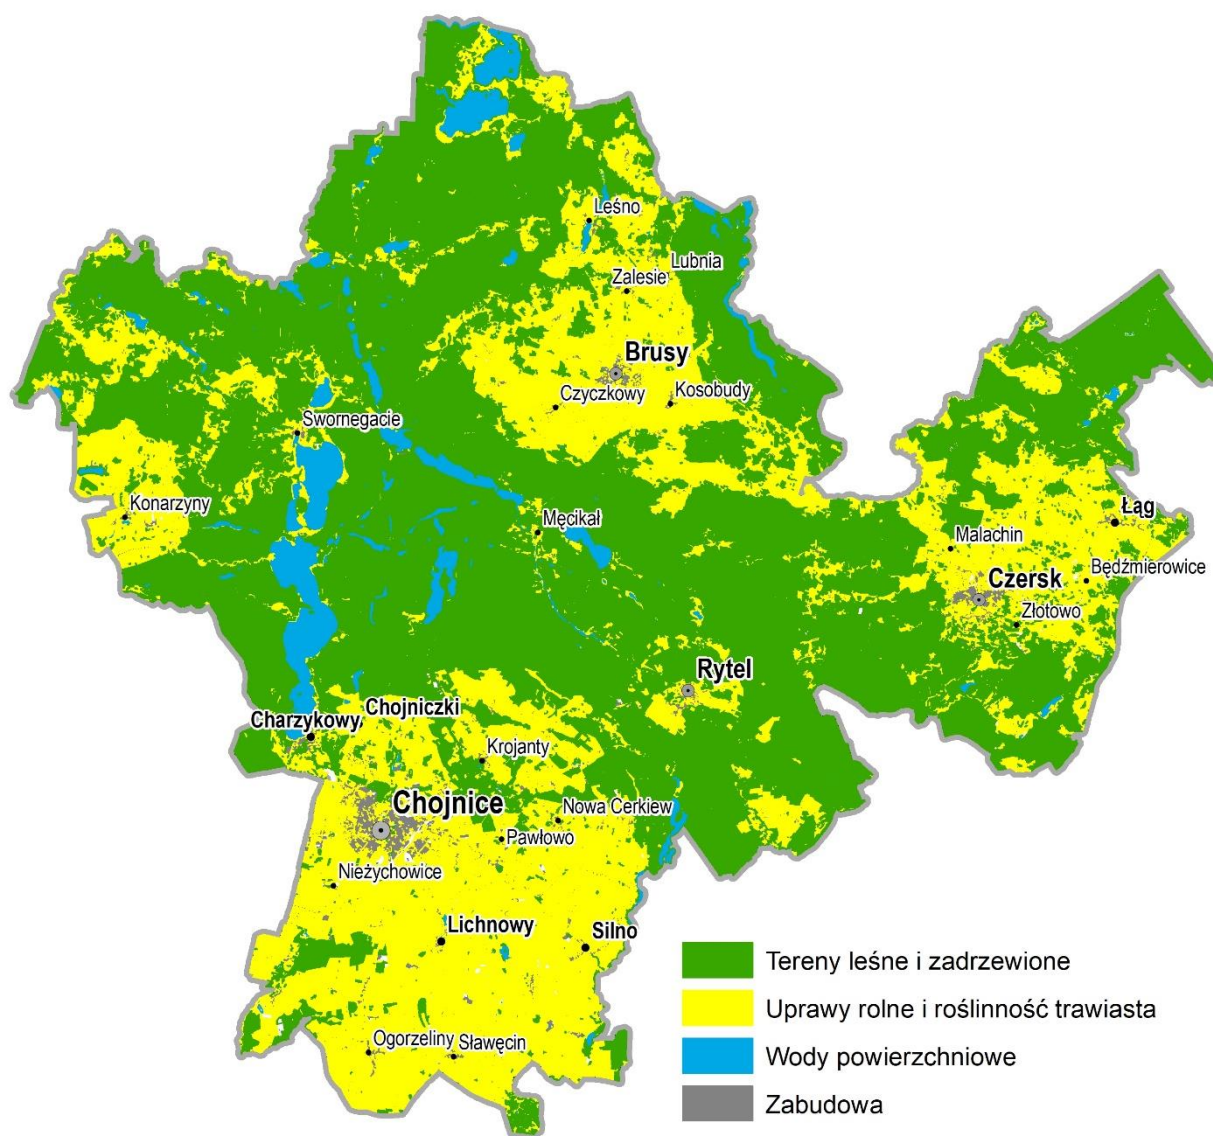 Leśno
Lubnia
Zalesie
Brusy
Czyczkowy
Kosobudy
Swornegacie
Konarzyny
Męcikał
Łąg
Malachin
Będźmierowice
Czersk
Złotowo
Rytel
Chojniczki
Charzykowy
Krojanty
Chojnice
Nowa Cerkiew
Pawłowo
Nieżychowice
Lichnowy
Silno
Ogorzeliny
Sławęcin
Tereny leśne i zadrzewione
Uprawy rolne i roślinność trawiasta
Wody powierzchniowe
Zabudowa